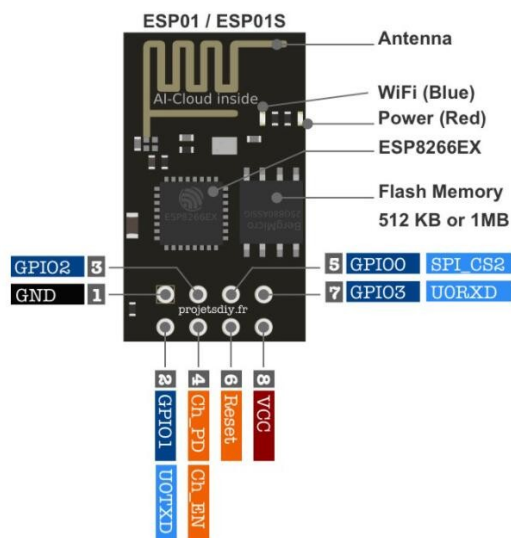 ESP01 / ESP01S
Antenna
AI-Cloud inside
WiFi (Blue)
Power (Red)
ESP8266EX
ESP8266EX
Flash Memory
512 KB or 1MB
BergMicro
GPIO2 3
5 GPIO0 SPI_CS2
GND 1
7 GPIO3 U0RXD
projetsdiy.fr
2 GPIO1 U0TXD
4 Ch_PD Ch_EN
6 Reset
8 VCC